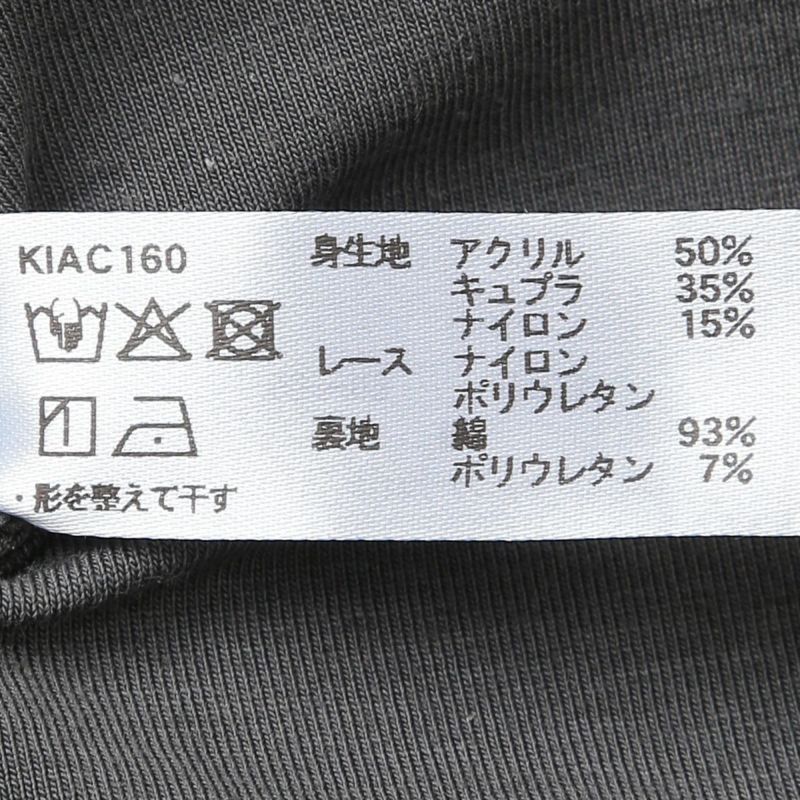 KIAC160
身生地 アクリル 50%
キュプラ 35%
ナイロン 15%
レース ナイロン
ポリウレタン
裏地 綿 93%
ポリウレタン 7%
・形を整えて干す